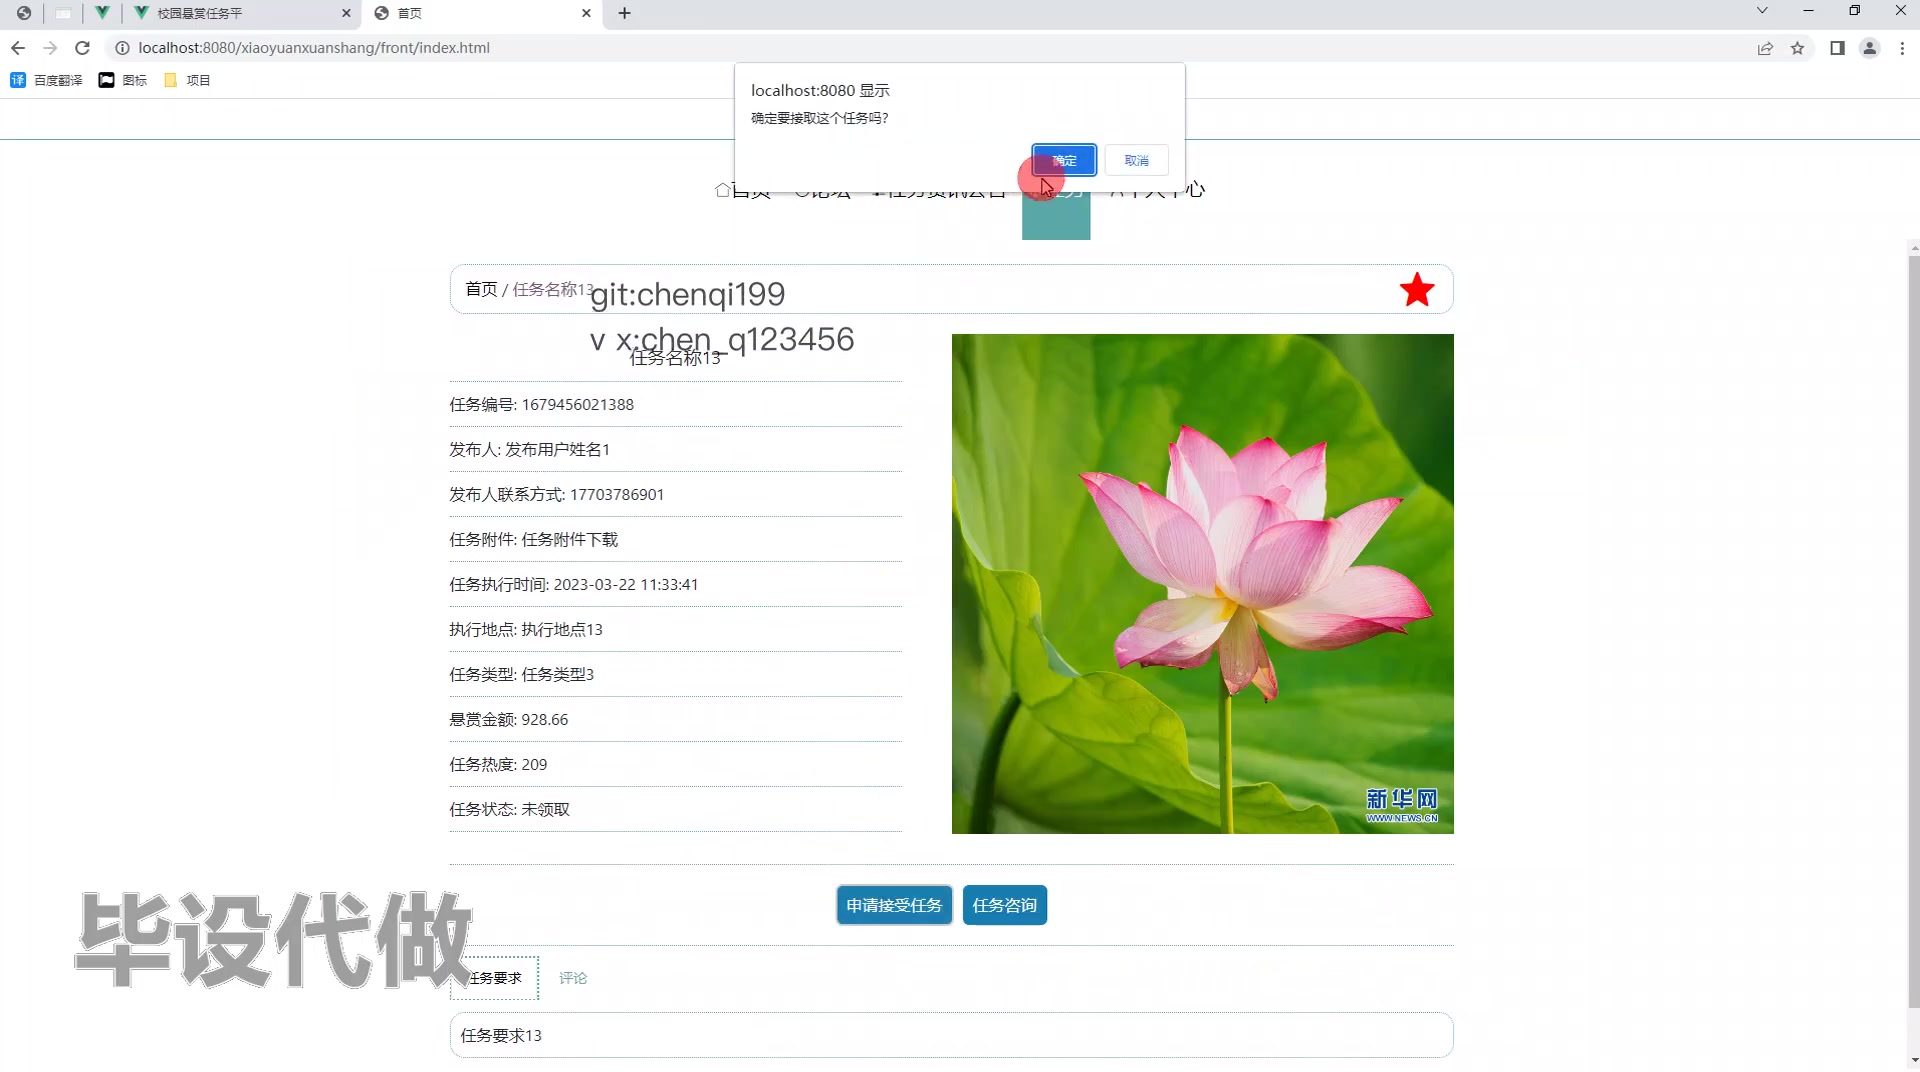 校园悬赏任务平
首页
localhost:8080/xiaoyuanxuanshang/front/index.html
译 百度翻译 图标 项目
localhost:8080 显示
确定要接取这个任务吗?
确定 取消
首页 论坛 任务资讯公告 任务 个人中心
首页 / 任务名称13
git:chenqi199
v x:chen_q123456
任务名称13
任务编号: 1679456021388
发布人: 发布用户姓名1
发布人联系方式: 17703786901
任务附件: 任务附件下载
任务执行时间: 2023-03-22 11:33:41
执行地点: 执行地点13
任务类型: 任务类型3
悬赏金额: 928.66
任务热度: 209
任务状态: 未领取
新华网
WWW.NEWS.CN
申请接受任务 任务咨询
毕设代做
任务要求 评论
任务要求13